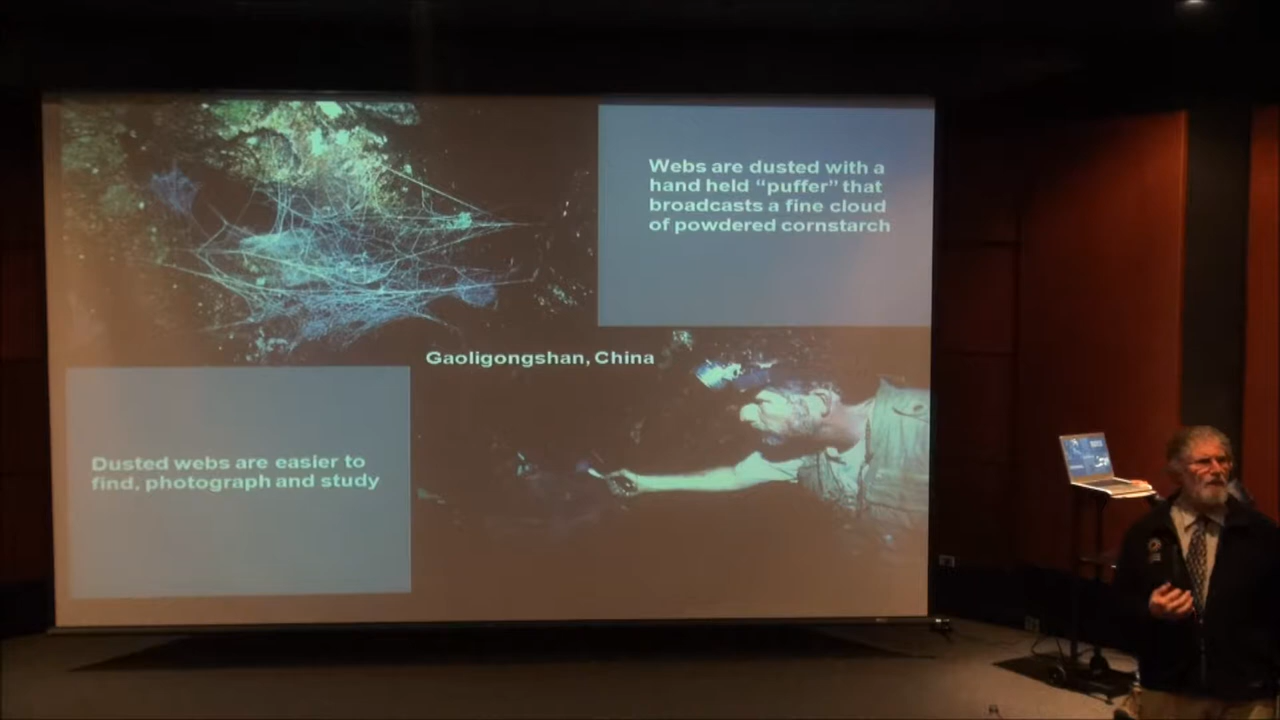 Webs are dusted with a
hand held “puffer” that
broadcasts a fine cloud
of powdered cornstarch
Gaoligongshan, China
Dusted webs are easier to
find, photograph and study